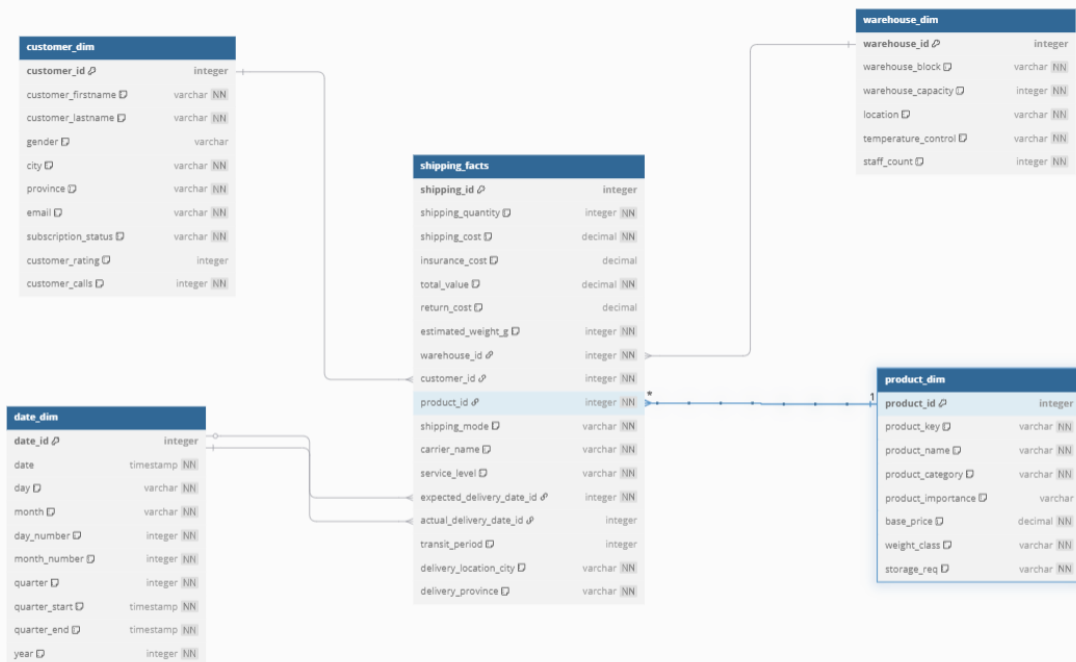 customer_dim
customer_id integer
customer_firstname varchar NN
customer_lastname varchar NN
gender varchar
city varchar NN
province varchar NN
email varchar NN
subscription_status varchar NN
customer_rating integer
customer_calls integer NN
date_dim
date_id integer
date timestamp NN
day varchar NN
month varchar NN
day_number integer NN
month_number integer NN
quarter integer NN
quarter_start timestamp NN
quarter_end timestamp NN
year integer NN
shipping_facts
shipping_id integer
shipping_quantity integer NN
shipping_cost decimal NN
insurance_cost decimal
total_value decimal NN
return_cost decimal
estimated_weight_g integer NN
warehouse_id integer NN
customer_id integer NN
product_id integer NN
shipping_mode varchar NN
carrier_name varchar NN
service_level varchar NN
expected_delivery_date_id integer NN
actual_delivery_date_id integer
transit_period integer
delivery_location_city varchar NN
delivery_province varchar NN
* 1
warehouse_dim
warehouse_id integer
warehouse_block varchar NN
warehouse_capacity integer NN
location varchar NN
temperature_control varchar NN
staff_count integer NN
product_dim
product_id integer
product_key varchar NN
product_name varchar NN
product_category varchar NN
product_importance varchar
base_price decimal NN
weight_class varchar NN
storage_req varchar NN